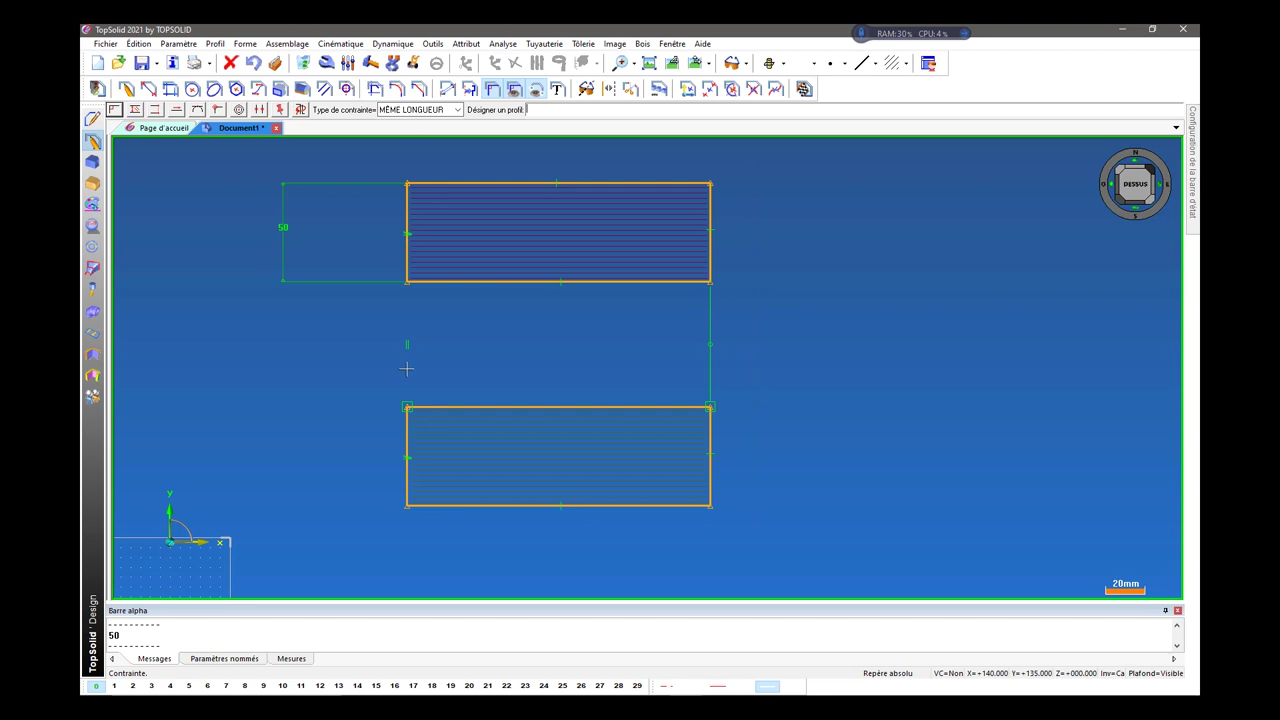 TopSolid 2021 by TOPSOLID
RAM: 30 % CPU: 4 %
Fichier Édition Paramètre Profil Forme Assemblage Cinématique Dynamique Outils Attribut Analyse Tuyauterie Tôlerie Image Bois Fenêtre Aide
Type de contrainte= MÊME LONGUEUR Désigner un profil:
Page d'accueil Document1 *
Configuration de la barre d'état
N
O DESSUS E
S
50
Y
x
20mm
TopSolid'Design
Barre alpha
----------
50
----------
Messages Paramètres nommés Mesures
Contrainte. Repère absolu VC=Non X=+140.000 Y=+135.000 Z=+000.000 Inv=Ca Plafond=Visible
0 1 2 3 4 5 6 7 8 9 10 11 12 13 14 15 16 17 18 19 20 21 22 23 24 25 26 27 28 29